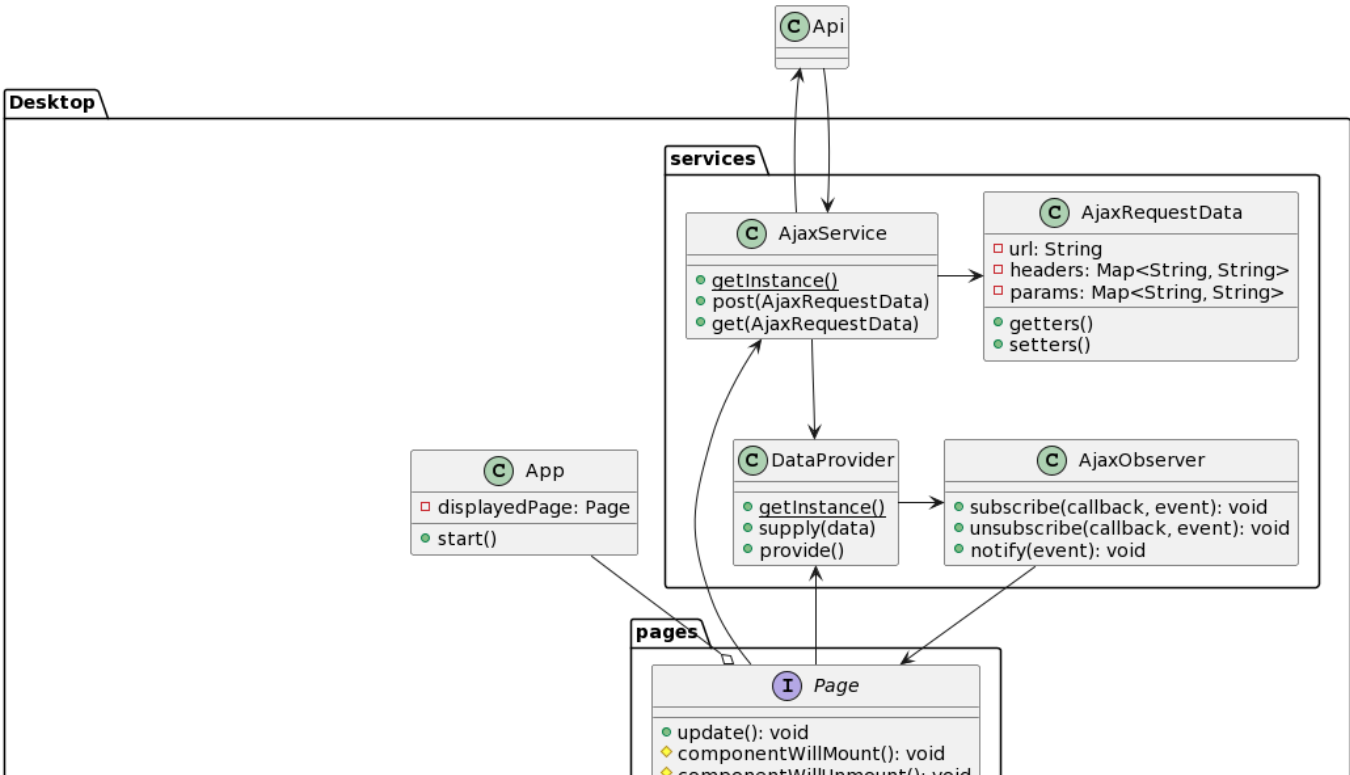 C Api
Desktop
services
C AjaxService
getInstance()
post(AjaxRequestData)
get(AjaxRequestData)
C AjaxRequestData
url: String
headers: Map<String, String>
params: Map<String, String>
getters()
setters()
C App
displayedPage: Page
start()
C DataProvider
getInstance()
supply(data)
provide()
C AjaxObserver
subscribe(callback, event): void
unsubscribe(callback, event): void
notify(event): void
pages
I Page
update(): void
componentWillMount(): void
componentWillUnmount(): void